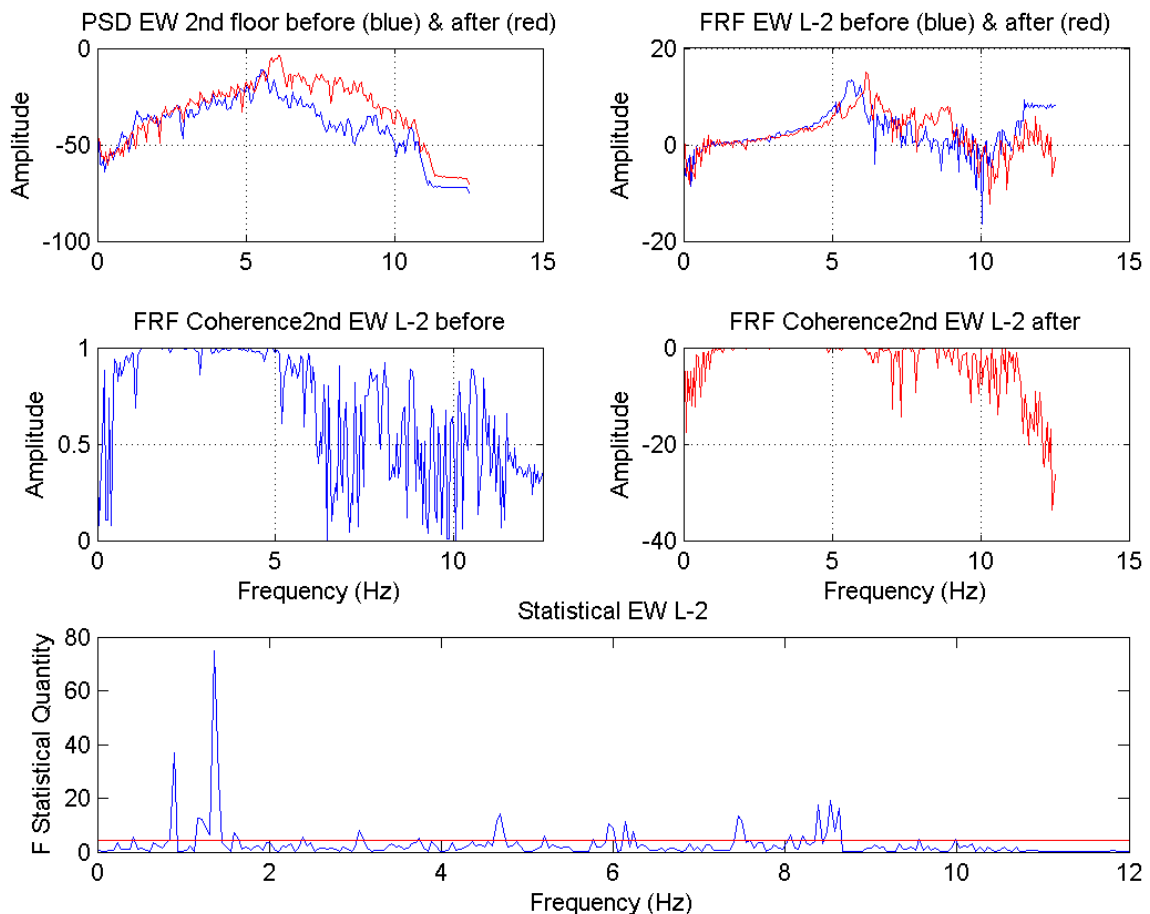 PSD EW 2nd floor before (blue) & after (red)
Amplitude
0
-50
-100
0 5 10 15
FRF EW L-2 before (blue) & after (red)
Amplitude
20
10
0
-10
-20
0 5 10 15
FRF Coherence2nd EW L-2 before
Amplitude
1
0.5
0
0 5 10
Frequency (Hz)
FRF Coherence2nd EW L-2 after
Amplitude
0
-20
-40
0 5 10 15
Frequency (Hz)
Statistical EW L-2
F Statistical Quantity
80
60
40
20
0
0 2 4 6 8 10 12
Frequency (Hz)